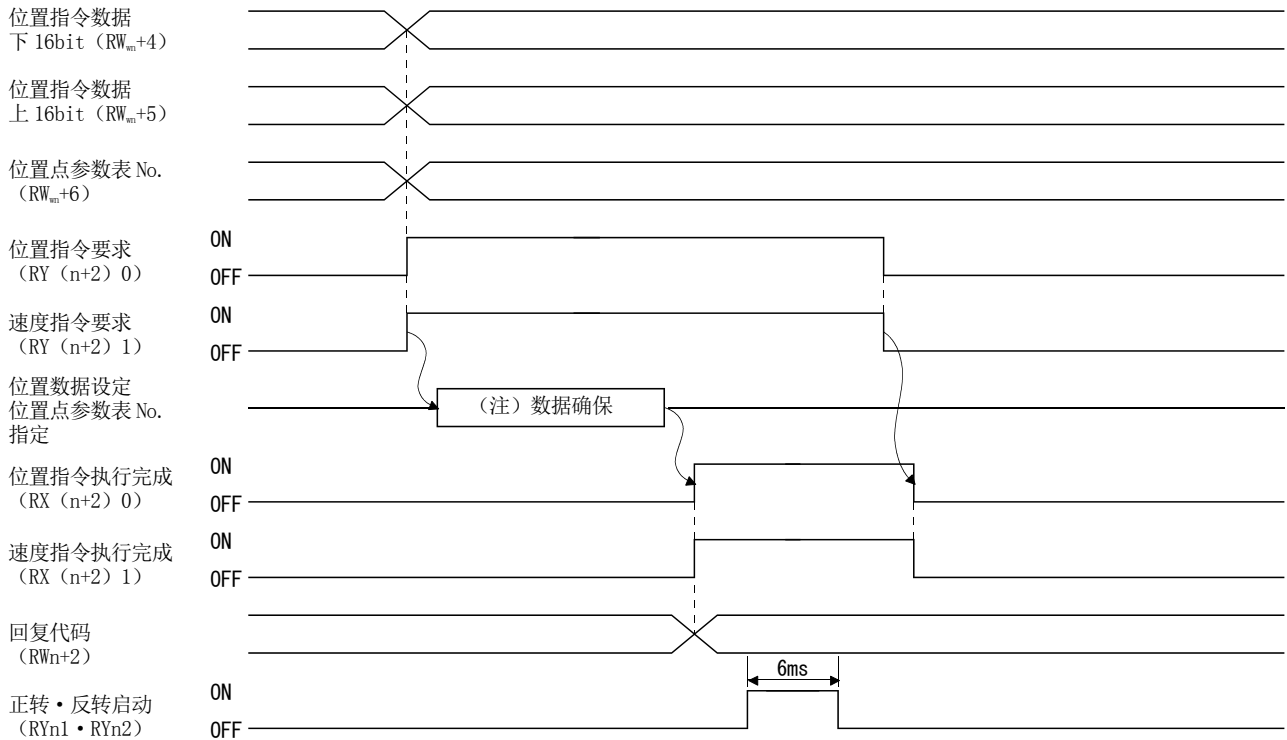 位置指令数据
下 16bit（RWwn+4）
位置指令数据
上 16bit（RWwn+5）
位置点参数表 No.
（RWwn+6）
位置指令要求
（RY（n+2）0）
ON
OFF
速度指令要求
（RY（n+2）1）
ON
OFF
位置数据设定
位置点参数表 No.
指定
（注）数据确保
位置指令执行完成
（RX（n+2）0）
ON
OFF
速度指令执行完成
（RX（n+2）1）
ON
OFF
回复代码
（RWn+2）
6ms
正转·反转启动
（RYn1·RYn2）
ON
OFF